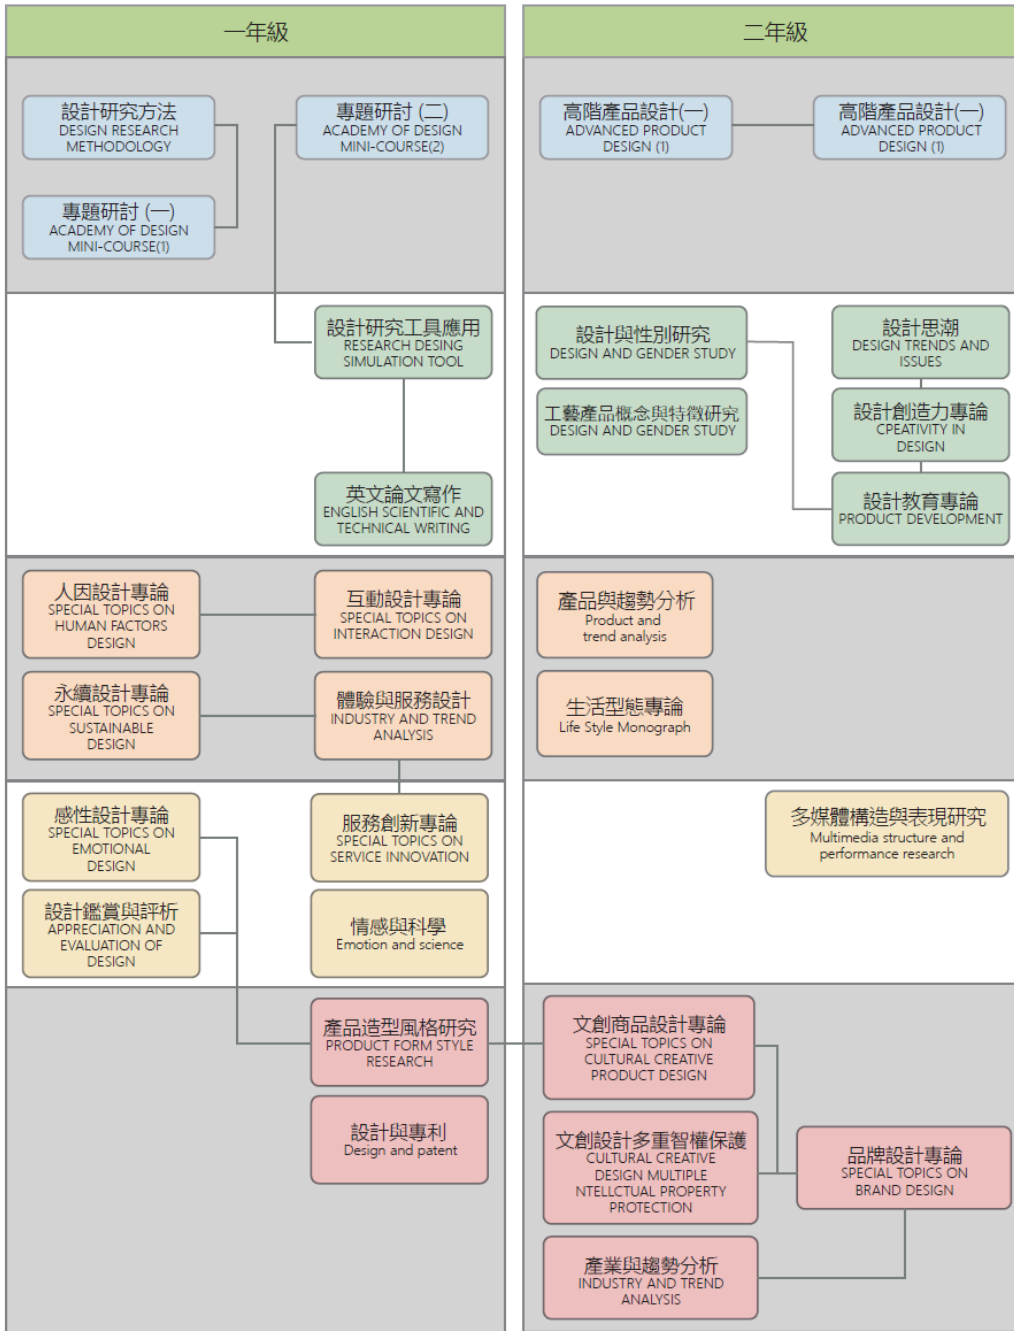 一年級
二年級
設計研究方法
DESIGN RESEARCH
METHODOLOGY
專題研討 (二)
ACADEMY OF DESIGN
MINI-COURSE(2)
高階產品設計(一)
ADVANCED PRODUCT
DESIGN (1)
高階產品設計(一)
ADVANCED PRODUCT
DESIGN (1)
專題研討 (一)
ACADEMY OF DESIGN
MINI-COURSE(1)
設計研究工具應用
RESEARCH DESING
SIMULATION TOOL
設計與性別研究
DESIGN AND GENDER STUDY
設計思潮
DESIGN TRENDS AND
ISSUES
工藝產品概念與特徵研究
DESIGN AND GENDER STUDY
設計創造力專論
CPEATIVITY IN
DESIGN
英文論文寫作
ENGLISH SCIENTIFIC AND
TECHNICAL WRITING
設計教育專論
PRODUCT DEVELOPMENT
人因設計專論
SPECIAL TOPICS ON
HUMAN FACTORS
DESIGN
互動設計專論
SPECIAL TOPICS ON
INTERACTION DESIGN
產品與趨勢分析
Product and
trend analysis
永續設計專論
SPECIAL TOPICS ON
SUSTAINABLE
DESIGN
體驗與服務設計
INDUSTRY AND TREND
ANALYSIS
生活型態專論
Life Style Monograph
感性設計專論
SPECIAL TOPICS ON
EMOTIONAL
DESIGN
服務創新專論
SPECIAL TOPICS ON
SERVICE INNOVATION
多媒體構造與表現研究
Multimedia structure and
performance research
設計鑑賞與評析
APPRECIATION AND
EVALUATION OF
DESIGN
情感與科學
Emotion and science
產品造型風格研究
PRODUCT FORM STYLE
RESEARCH
文創商品設計專論
SPECIAL TOPICS ON
CULTURAL CREATIVE
PRODUCT DESIGN
設計與專利
Design and patent
文創設計多重智權保護
CULTURAL CREATIVE
DESIGN MULTIPLE
NTELLCTUAL PROPERTY
PROTECTION
品牌設計專論
SPECIAL TOPICS ON
BRAND DESIGN
產業與趨勢分析
INDUSTRY AND TREND
ANALYSIS